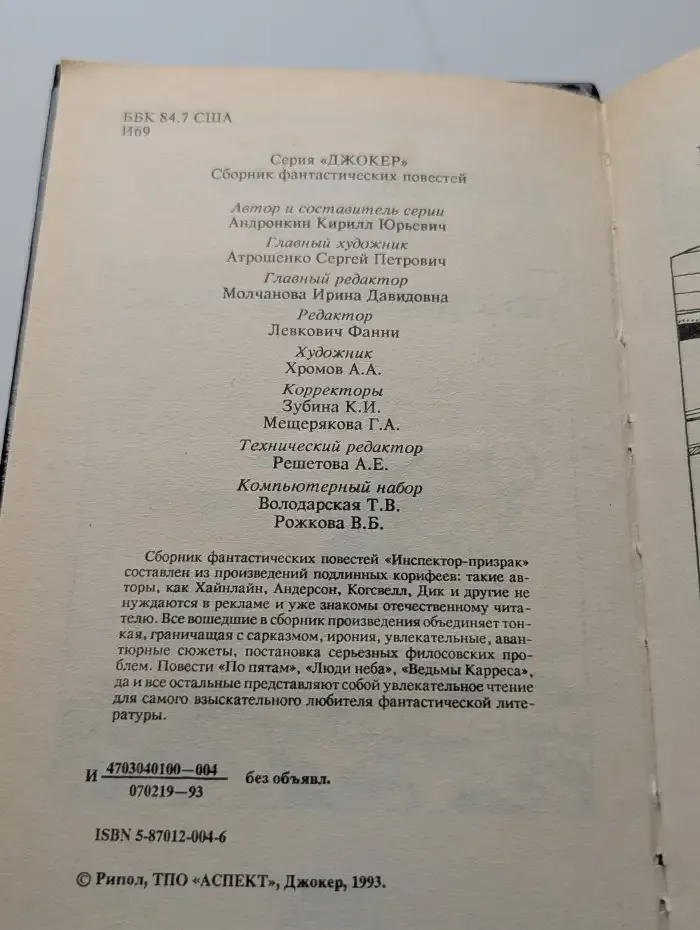 ББК 84.7 США
И69
Серия «ДЖОКЕР»
Сборник фантастических повестей
Автор и составитель серии
Андронкин Кирилл Юрьевич
Главный художник
Атрошенко Сергей Петрович
Главный редактор
Молчанова Ирина Давидовна
Редактор
Левкович Фанни
Художник
Хромов А.А.
Корректоры
Зубина К.И.
Мещерякова Г.А.
Технический редактор
Решетова А.Е.
Компьютерный набор
Володарская Т.В.
Рожкова В.Б.
Сборник фантастических повестей «Инспектор-призрак»
составлен из произведений подлинных корифеев: такие ав-
торы, как Хайнлайн, Андерсон, Когсвелл, Дик и другие не
нуждаются в рекламе и уже знакомы отечественному чита-
телю. Все вошедшие в сборник произведения объединяет тон-
кая, граничащая с сарказмом, ирония, увлекательные, аван-
тюрные сюжеты, постановка серьезных философских про-
блем. Повести «По пятам», «Люди неба», «Ведьмы Карреса»,
да и все остальные представляют собой увлекательное чтение
для самого взыскательного любителя фантастической лите-
ратуры.
И 4703040100—004
070219—93 без объявл.
ISBN 5-87012-004-6
© Рипол, ТПО «АСПЕКТ», Джокер, 1993.